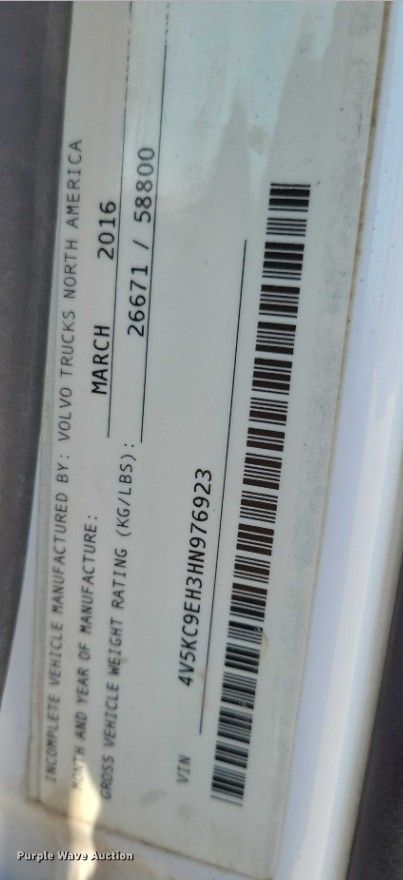 INCOMPLETE VEHICLE MANUFACTURED BY: VOLVO TRUCKS NORTH AMERICA
MONTH AND YEAR OF MANUFACTURE: MARCH 2016
GROSS VEHICLE WEIGHT RATING (KG/LBS): 26671 / 58800
VIN 4V5KC9EH3HN976923
Purple Wave Auction